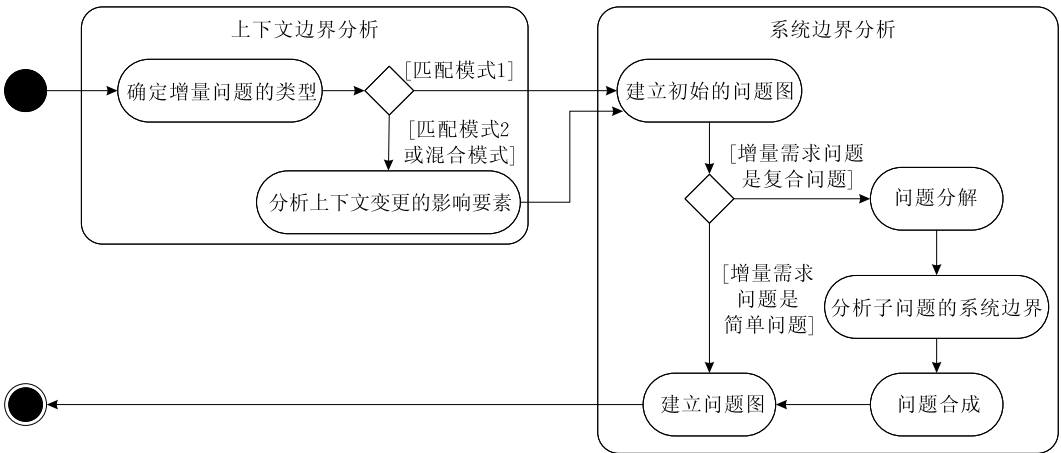 上下文边界分析
确定增量问题的类型
[匹配模式1]
[匹配模式2
或混合模式]
分析上下文变更的影响要素
系统边界分析
建立初始的问题图
[增量需求问题
是复合问题]
问题分解
[增量需求
问题是
简单问题]
分析子问题的系统边界
建立问题图
问题合成